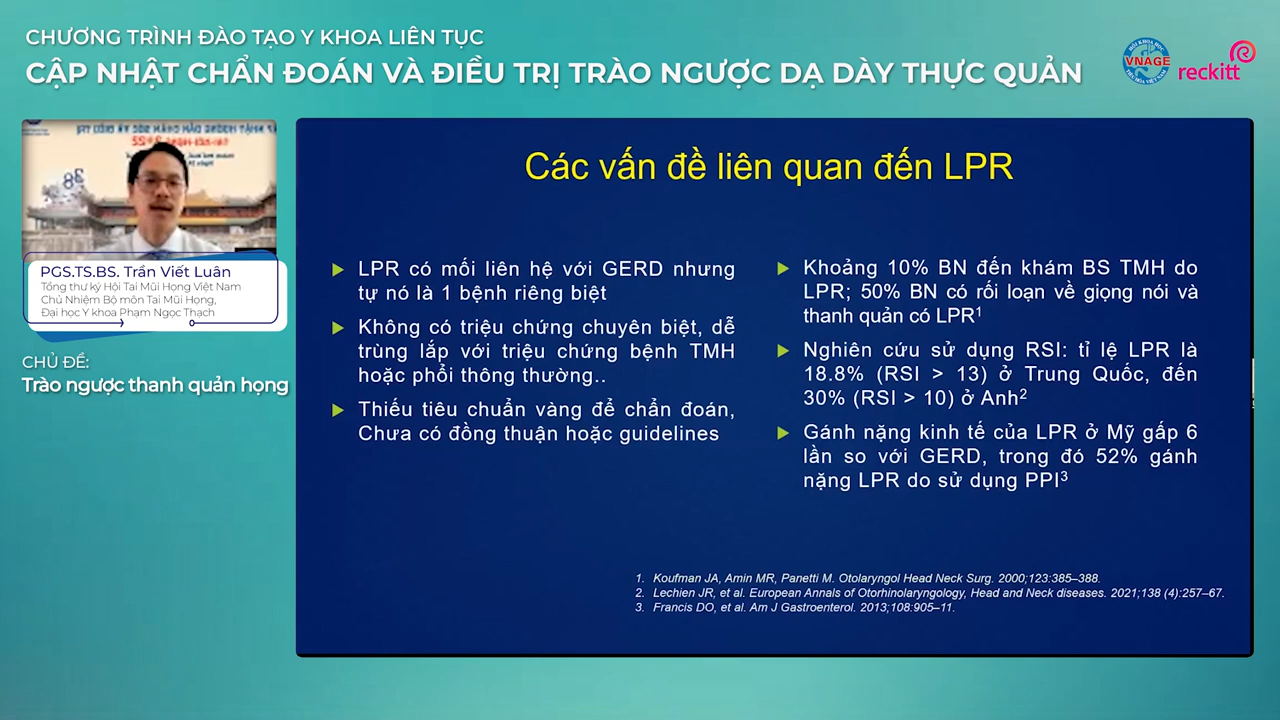 CHƯƠNG TRÌNH ĐÀO TẠO Y KHOA LIÊN TỤC
CẬP NHẬT CHẨN ĐOÁN VÀ ĐIỀU TRỊ TRÀO NGƯỢC DẠ DÀY THỰC QUẢN
VNAGE
reckitt
PGS.TS.BS. Trần Viết Luân
Tổng thư ký Hội Tai Mũi Họng Việt Nam
Chủ Nhiệm Bộ môn Tai Mũi Họng,
Đại học Y khoa Phạm Ngọc Thạch
CHỦ ĐỀ:
Trào ngược thanh quản họng
Các vấn đề liên quan đến LPR
LPR có mối liên hệ với GERD nhưng
tự nó là 1 bệnh riêng biệt
Không có triệu chứng chuyên biệt, dễ
trùng lắp với triệu chứng bệnh TMH
hoặc phổi thông thường..
Thiếu tiêu chuẩn vàng để chẩn đoán,
Chưa có đồng thuận hoặc guidelines
Khoảng 10% BN đến khám BS TMH do
LPR; 50% BN có rối loạn về giọng nói và
thanh quản có LPR1
Nghiên cứu sử dụng RSI: tỉ lệ LPR là
18.8% (RSI > 13) ở Trung Quốc, đến
30% (RSI > 10) ở Anh2
Gánh nặng kinh tế của LPR ở Mỹ gấp 6
lần so với GERD, trong đó 52% gánh
nặng LPR do sử dụng PPI3
1. Koufman JA, Amin MR, Panetti M. Otolaryngol Head Neck Surg. 2000;123:385–388.
2. Lechien JR, et al. European Annals of Otorhinolaryngology, Head and Neck diseases. 2021;138 (4):257–67.
3. Francis DO, et al. Am J Gastroenterol. 2013;108:905–11.